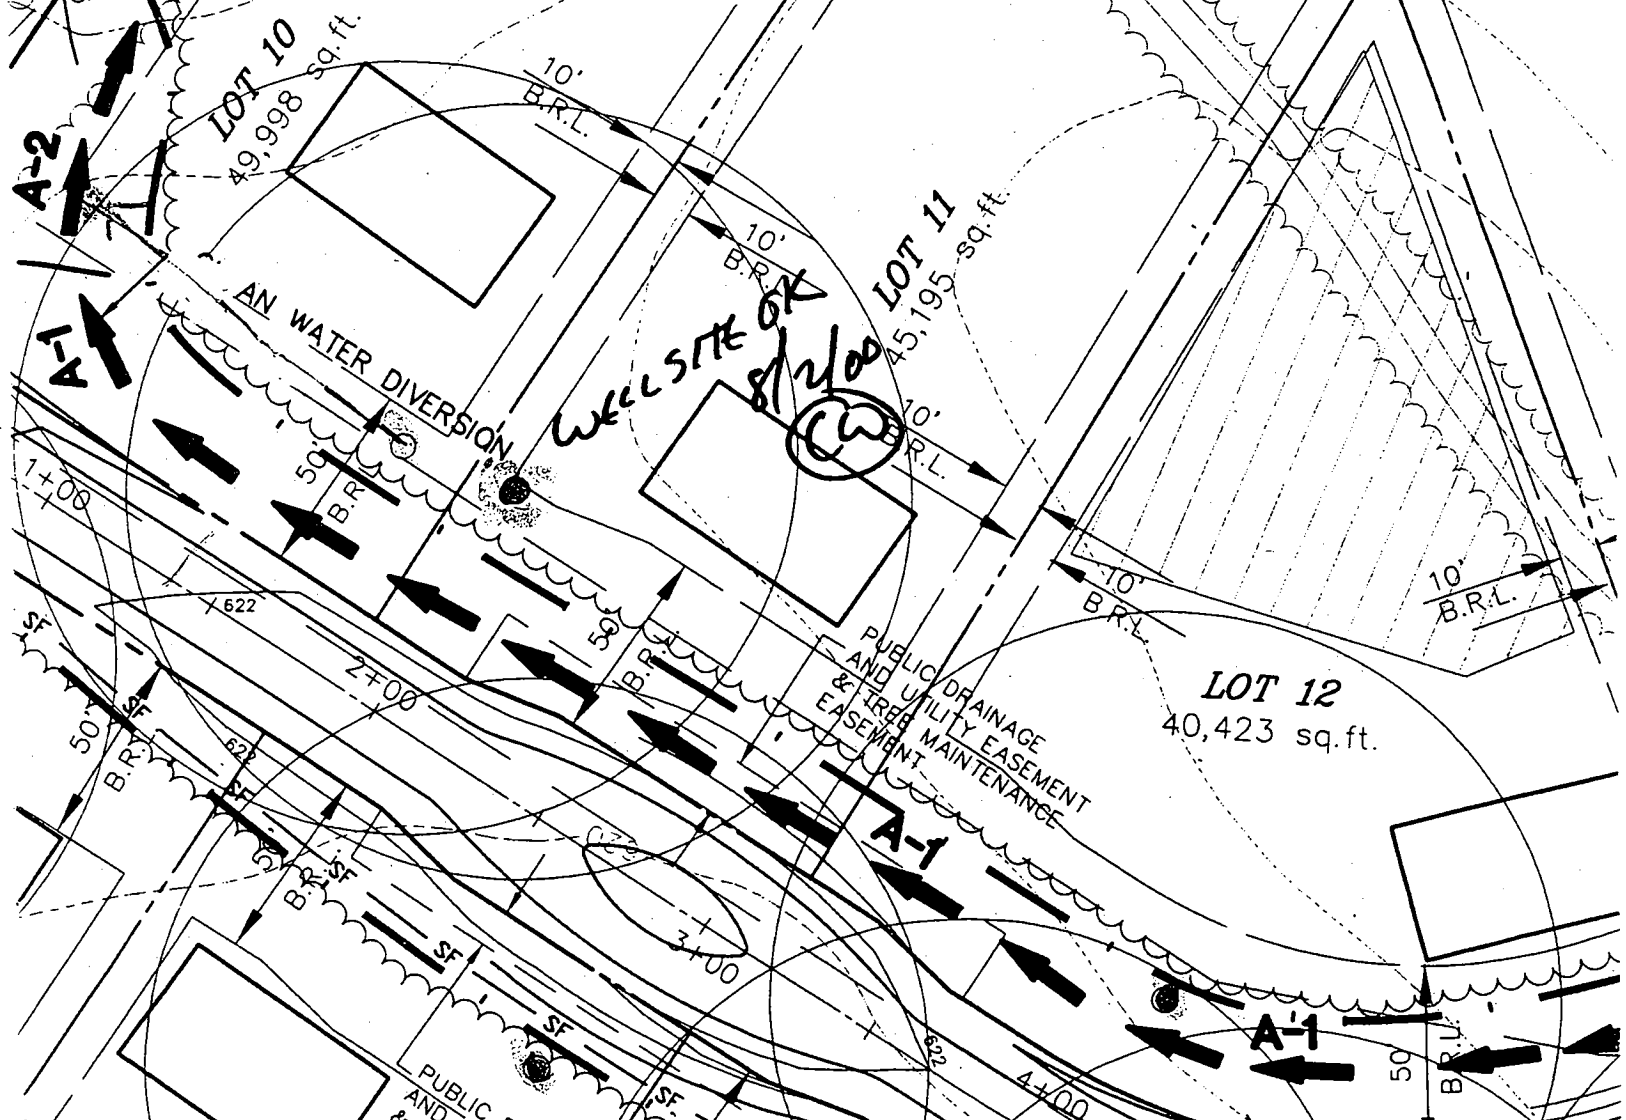 LOT 10
49,998 sq.ft.
10'
B.R.L.
A-2
A-1
LOT 11
45,195 sq.ft.
10'
B.R.L.
AN WATER DIVERSION
WELL SITE OK
8/2/00
10'
B.R.L.
50'
B.R.
1+00
622
SF
2+00
50'
B.R.
10'
B.R.L.
10'
B.R.L.
PUBLIC DRAINAGE
AND UTILITY EASEMENT
& TREE MAINTENANCE
EASEMENT
LOT 12
40,423 sq.ft.
50'
B.R.
SF
SF
A-1
B.R.L.
SF
3+00
SF
SF
622
A-1
50
B.R.L.
4+00
PUBLIC
AND
&
SF